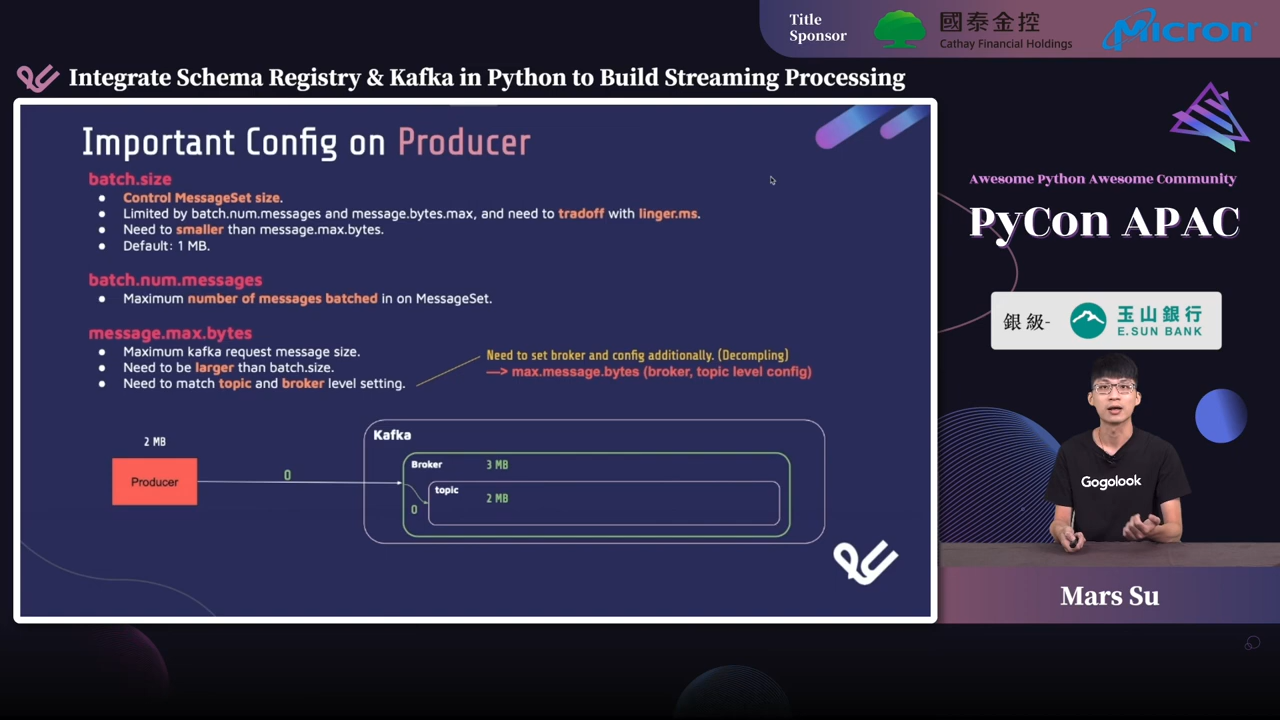 Title
Sponsor
國泰金控
Cathay Financial Holdings
Micron
Integrate Schema Registry & Kafka in Python to Build Streaming Processing
Important Config on Producer
batch.size
Control MessageSet size.
Limited by batch.num.messages and message.bytes.max, and need to tradoff with linger.ms.
Need to smaller than message.max.bytes.
Default: 1 MB.
batch.num.messages
Maximum number of messages batched in on MessageSet.
message.max.bytes
Maximum kafka request message size.
Need to be larger than batch.size.
Need to match topic and broker level setting.
Need to set broker and config additionally. (Decompling)
—> max.message.bytes (broker, topic level config)
2 MB
Producer
O
Kafka
Broker 3 MB
topic 2 MB
O
Awesome Python Awesome Community
PyCon APAC
銀級-
玉山銀行
E.SUN BANK
Gogolook
Mars Su